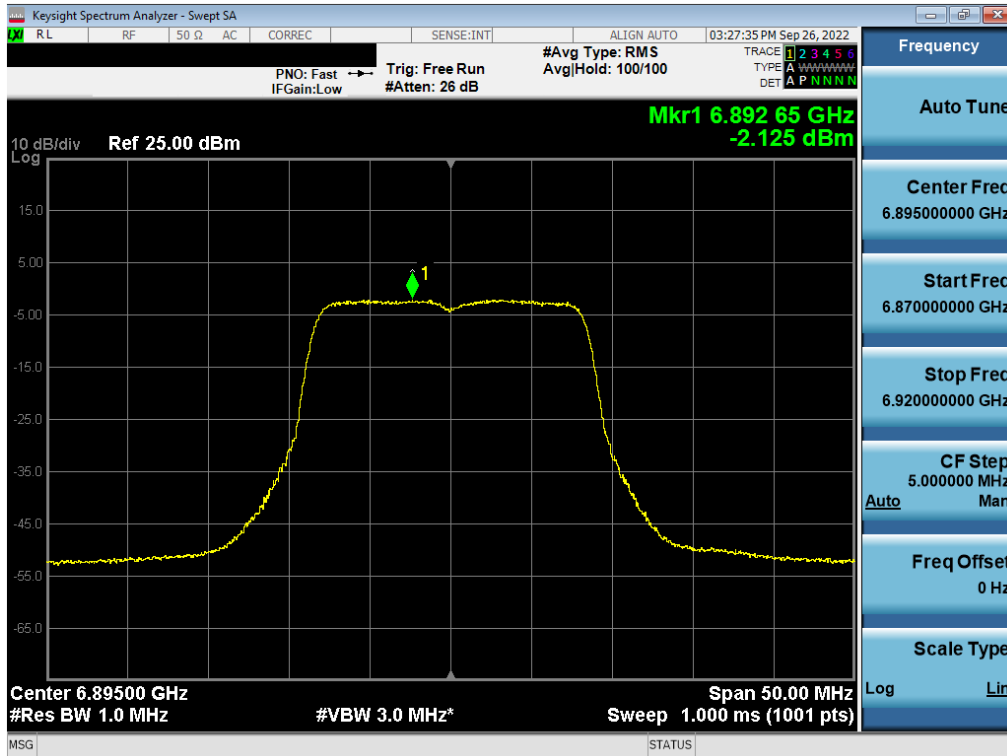 Keysight Spectrum Analyzer - Swept SA
LXI RL RF 50 Ω AC CORREC SENSE:INT ALIGN AUTO 03:27:35 PM Sep 26, 2022
PNO: Fast
IFGain:Low
Trig: Free Run
#Atten: 26 dB
#Avg Type: RMS
Avg|Hold: 100/100
TRACE 1 2 3 4 5 6
TYPE A WWWWW
DET A P N N N N
Mkr1 6.892 65 GHz
-2.125 dBm
10 dB/div
Log
Ref 25.00 dBm
15.0
5.00
-5.00
-15.0
-25.0
-35.0
-45.0
-55.0
-65.0
1
Center 6.89500 GHz
#Res BW 1.0 MHz
#VBW 3.0 MHz*
Span 50.00 MHz
Sweep 1.000 ms (1001 pts)
MSG
STATUS
Frequency
Auto Tune
Center Freq
6.895000000 GHz
Start Freq
6.870000000 GHz
Stop Freq
6.920000000 GHz
CF Step
5.000000 MHz
Auto Man
Freq Offset
0 Hz
Scale Type
Log Lin